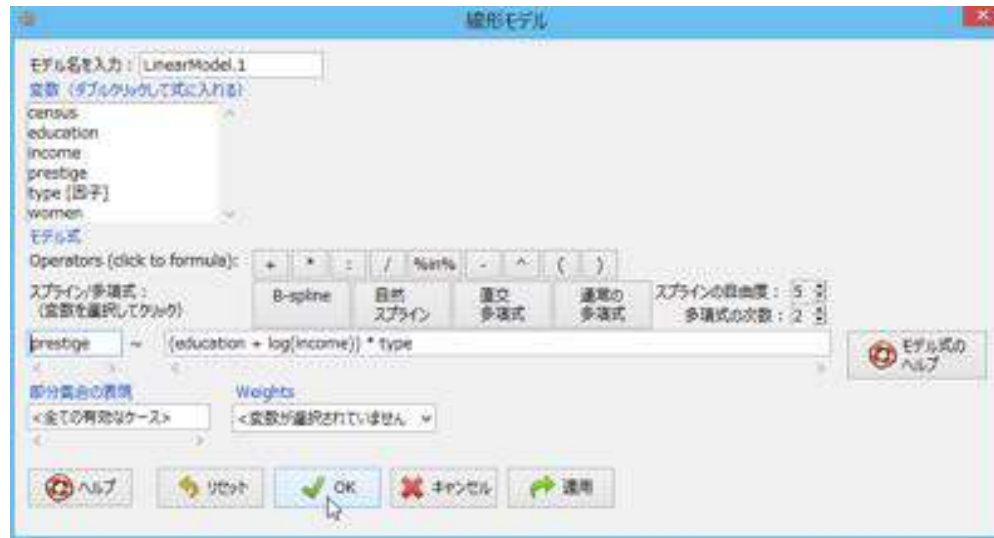 線形モデル
モデル名を入力： LinearModel.1
変数（ダブルクリックして式に入れる）
census
education
income
prestige
type [因子]
women
モデル式
Operators (click to formula): + * : / %in% - ^ ( )
スプライン/多項式：
（変数を選択してクリック）
B-spline
自然
スプライン
直交
多項式
通常の
多項式
スプラインの自由度： 5
多項式の次数： 2
prestige ~ (education + log(income)) * type
モデル式の
ヘルプ
部分集合の表現 Weights
<全ての有効なケース> <変数が選択されていません
ヘルプ リセット OK キャンセル 適用